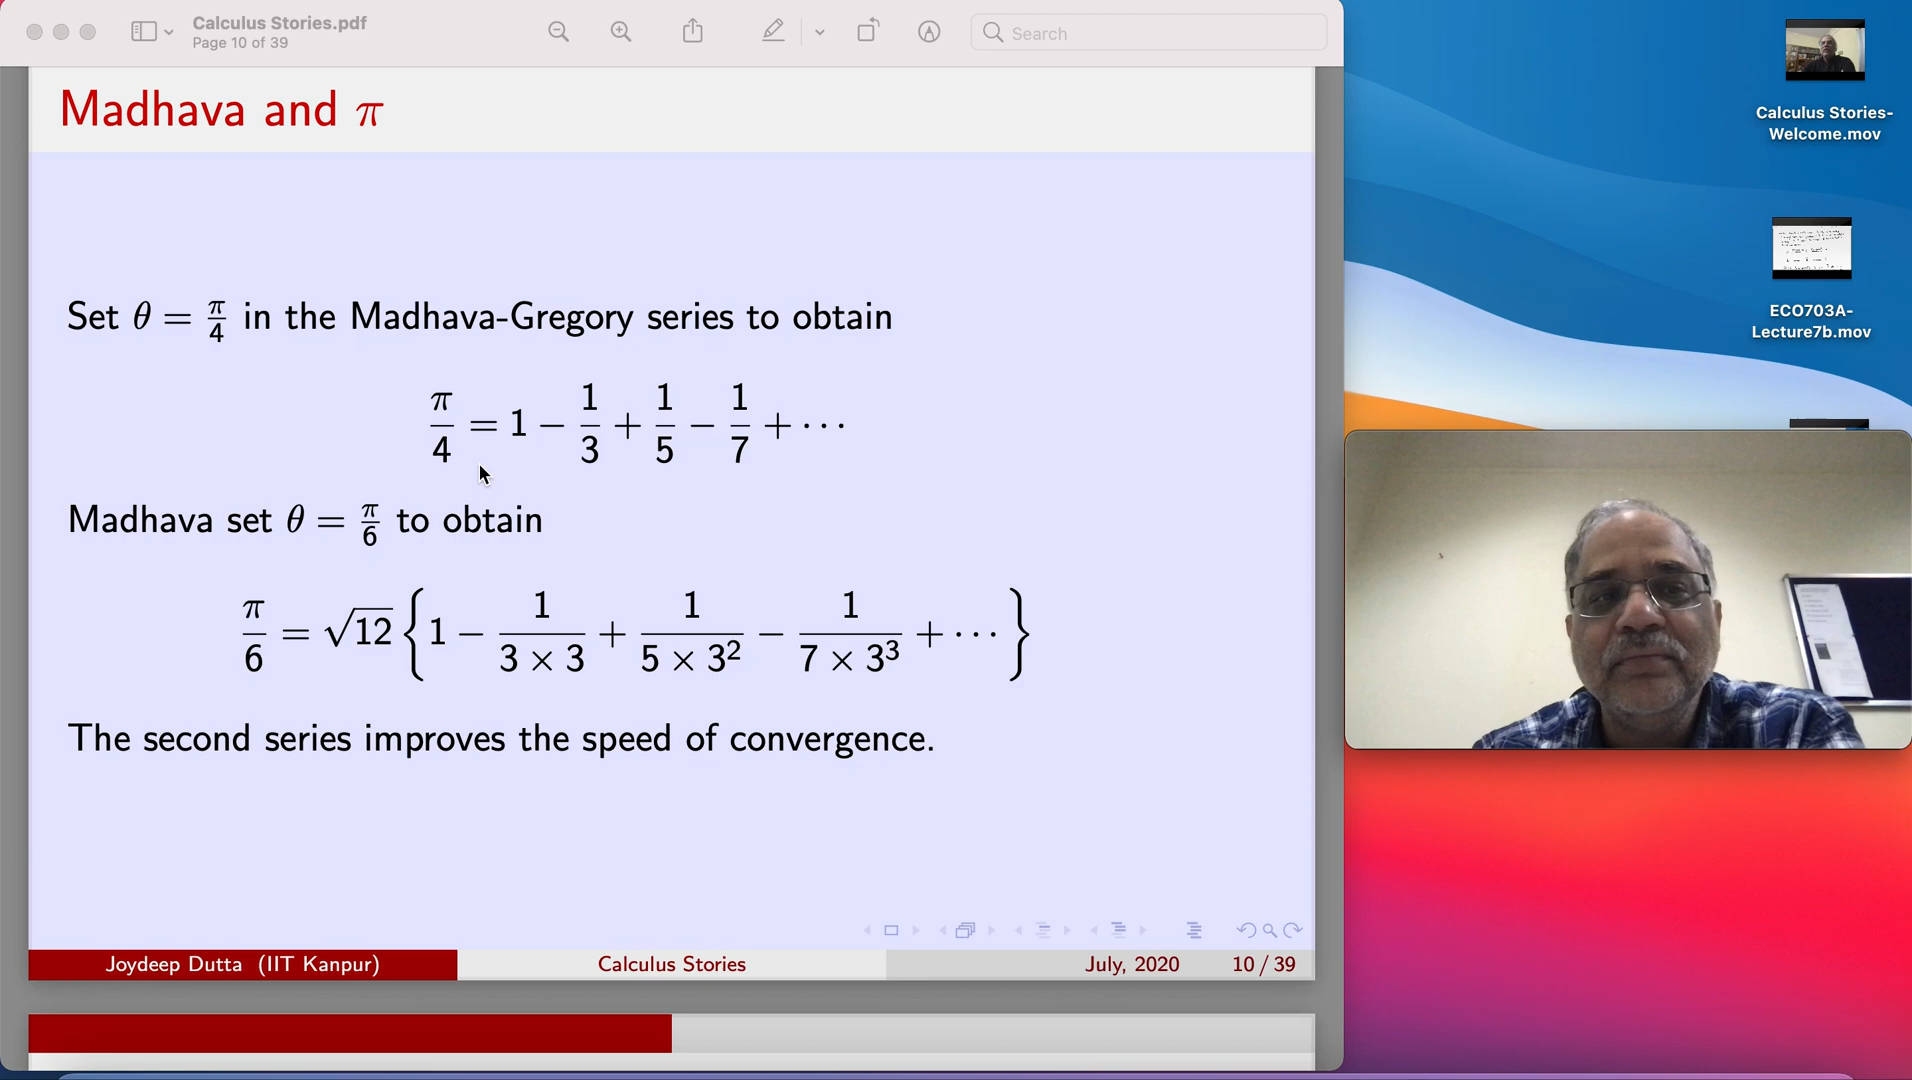 Calculus Stories.pdf
Page 10 of 39
Search
Madhava and π
Set θ = π/4 in the Madhava-Gregory series to obtain
π/4 = 1 − 1/3 + 1/5 − 1/7 + ⋯
Madhava set θ = π/6 to obtain
π/6 = √12 {1 − 1/(3 × 3) + 1/(5 × 3²) − 1/(7 × 3³) + ⋯}
The second series improves the speed of convergence.
Joydeep Dutta (IIT Kanpur)
Calculus Stories
July, 2020
10 / 39
Calculus Stories-
Welcome.mov
ECO703A-
Lecture7b.mov